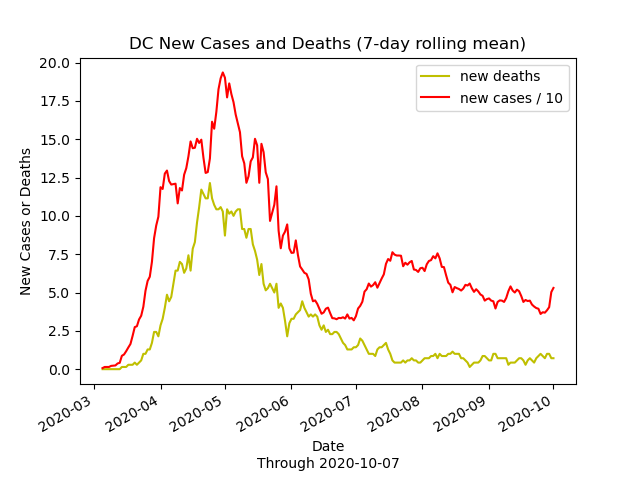 DC New Cases and Deaths (7-day rolling mean)
new deaths
new cases / 10
New Cases or Deaths
20.0
17.5
15.0
12.5
10.0
7.5
5.0
2.5
0.0
2020-03
2020-04
2020-05
2020-06
2020-07
2020-08
2020-09
2020-10
Date
Through 2020-10-07